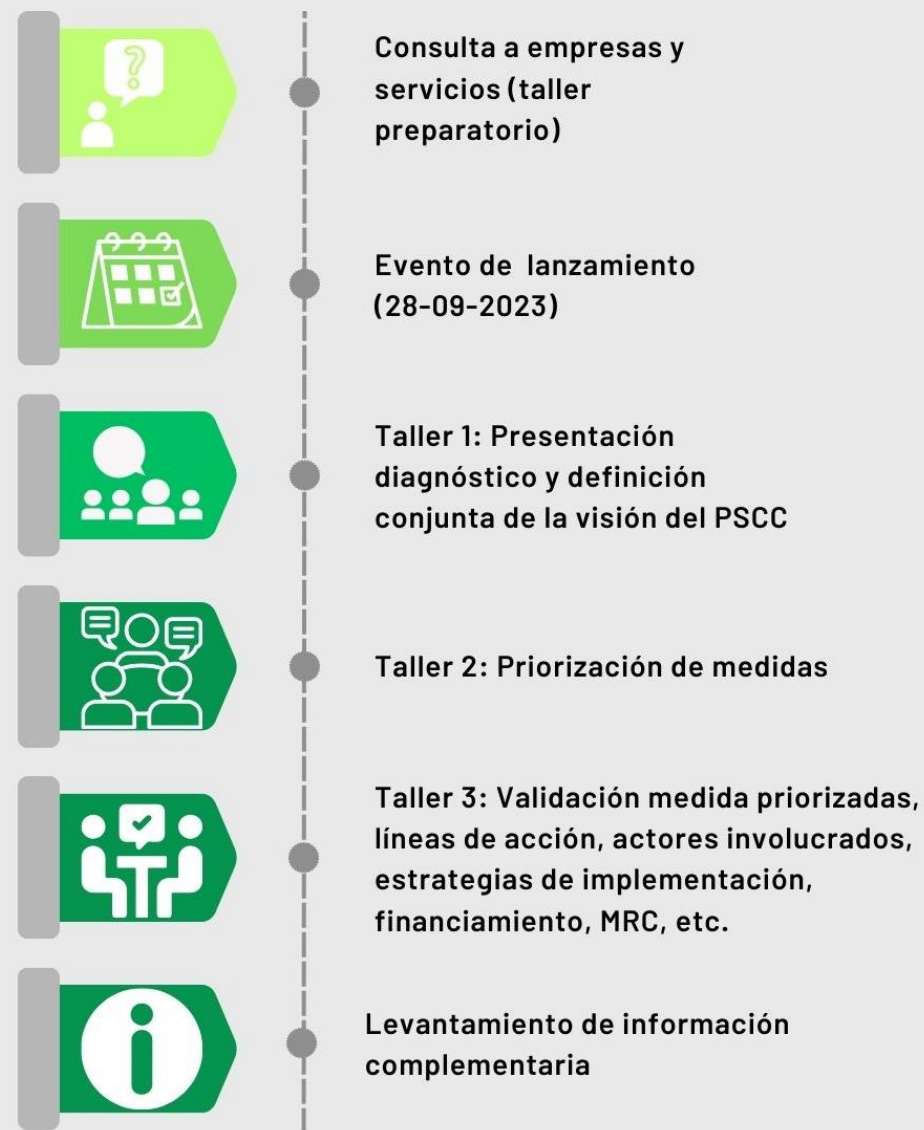 Consulta a empresas y
servicios (taller
preparatorio)
Evento de lanzamiento
(28-09-2023)
Taller 1: Presentación
diagnóstico y definición
conjunta de la visión del PSCC
Taller 2: Priorización de medidas
Taller 3: Validación medida priorizadas,
líneas de acción, actores involucrados,
estrategias de implementación,
financiamiento, MRC, etc.
Levantamiento de información
complementaria